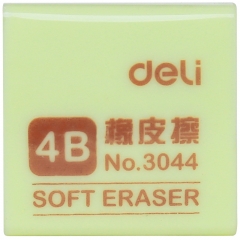 deli
4B 橡皮擦
No.3044
SOFT ERASER